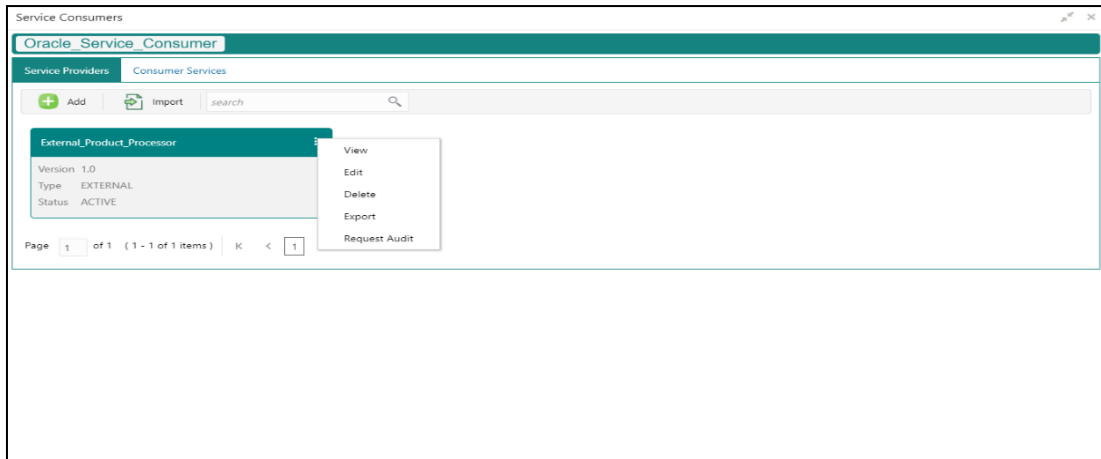 Service Consumers
Oracle_Service_Consumer
Service Providers Consumer Services
Add Import search
External_Product_Processor
Version 1.0
Type EXTERNAL
Status ACTIVE
View
Edit
Delete
Export
Request Audit
Page 1 of 1 ( 1 - 1 of 1 items ) K < 1